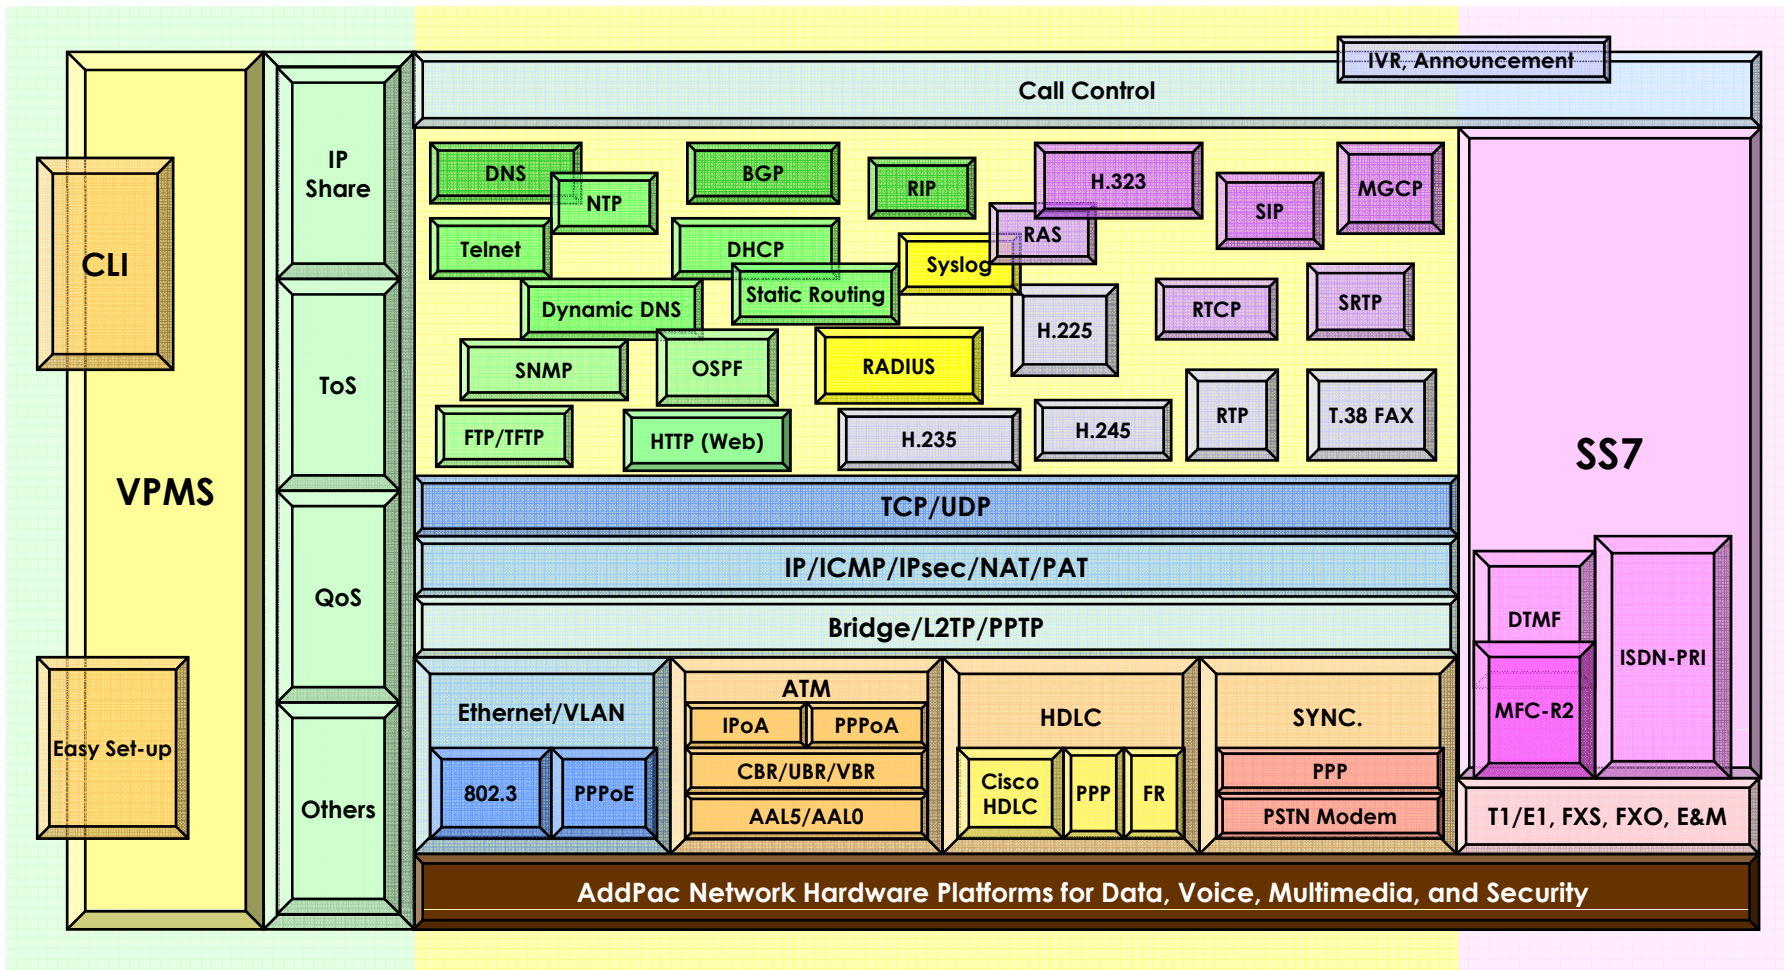 IVR, Announcement
Call Control
CLI
VPMS
Easy Set-up
IP
Share
ToS
QoS
Others
DNS
NTP
BGP
RIP
H.323
SIP
MGCP
Telnet
DHCP
Syslog
RAS
Dynamic DNS
Static Routing
H.225
RTCP
SRTP
SNMP
OSPF
RADIUS
FTP/TFTP
HTTP (Web)
H.235
H.245
RTP
T.38 FAX
TCP/UDP
IP/ICMP/IPsec/NAT/PAT
Bridge/L2TP/PPTP
Ethernet/VLAN
802.3
PPPoE
ATM
IPoA
PPPoA
CBR/UBR/VBR
AAL5/AAL0
HDLC
Cisco
HDLC
PPP
FR
SYNC.
PPP
PSTN Modem
SS7
DTMF
MFC-R2
ISDN-PRI
T1/E1, FXS, FXO, E&M
AddPac Network Hardware Platforms for Data, Voice, Multimedia, and Security